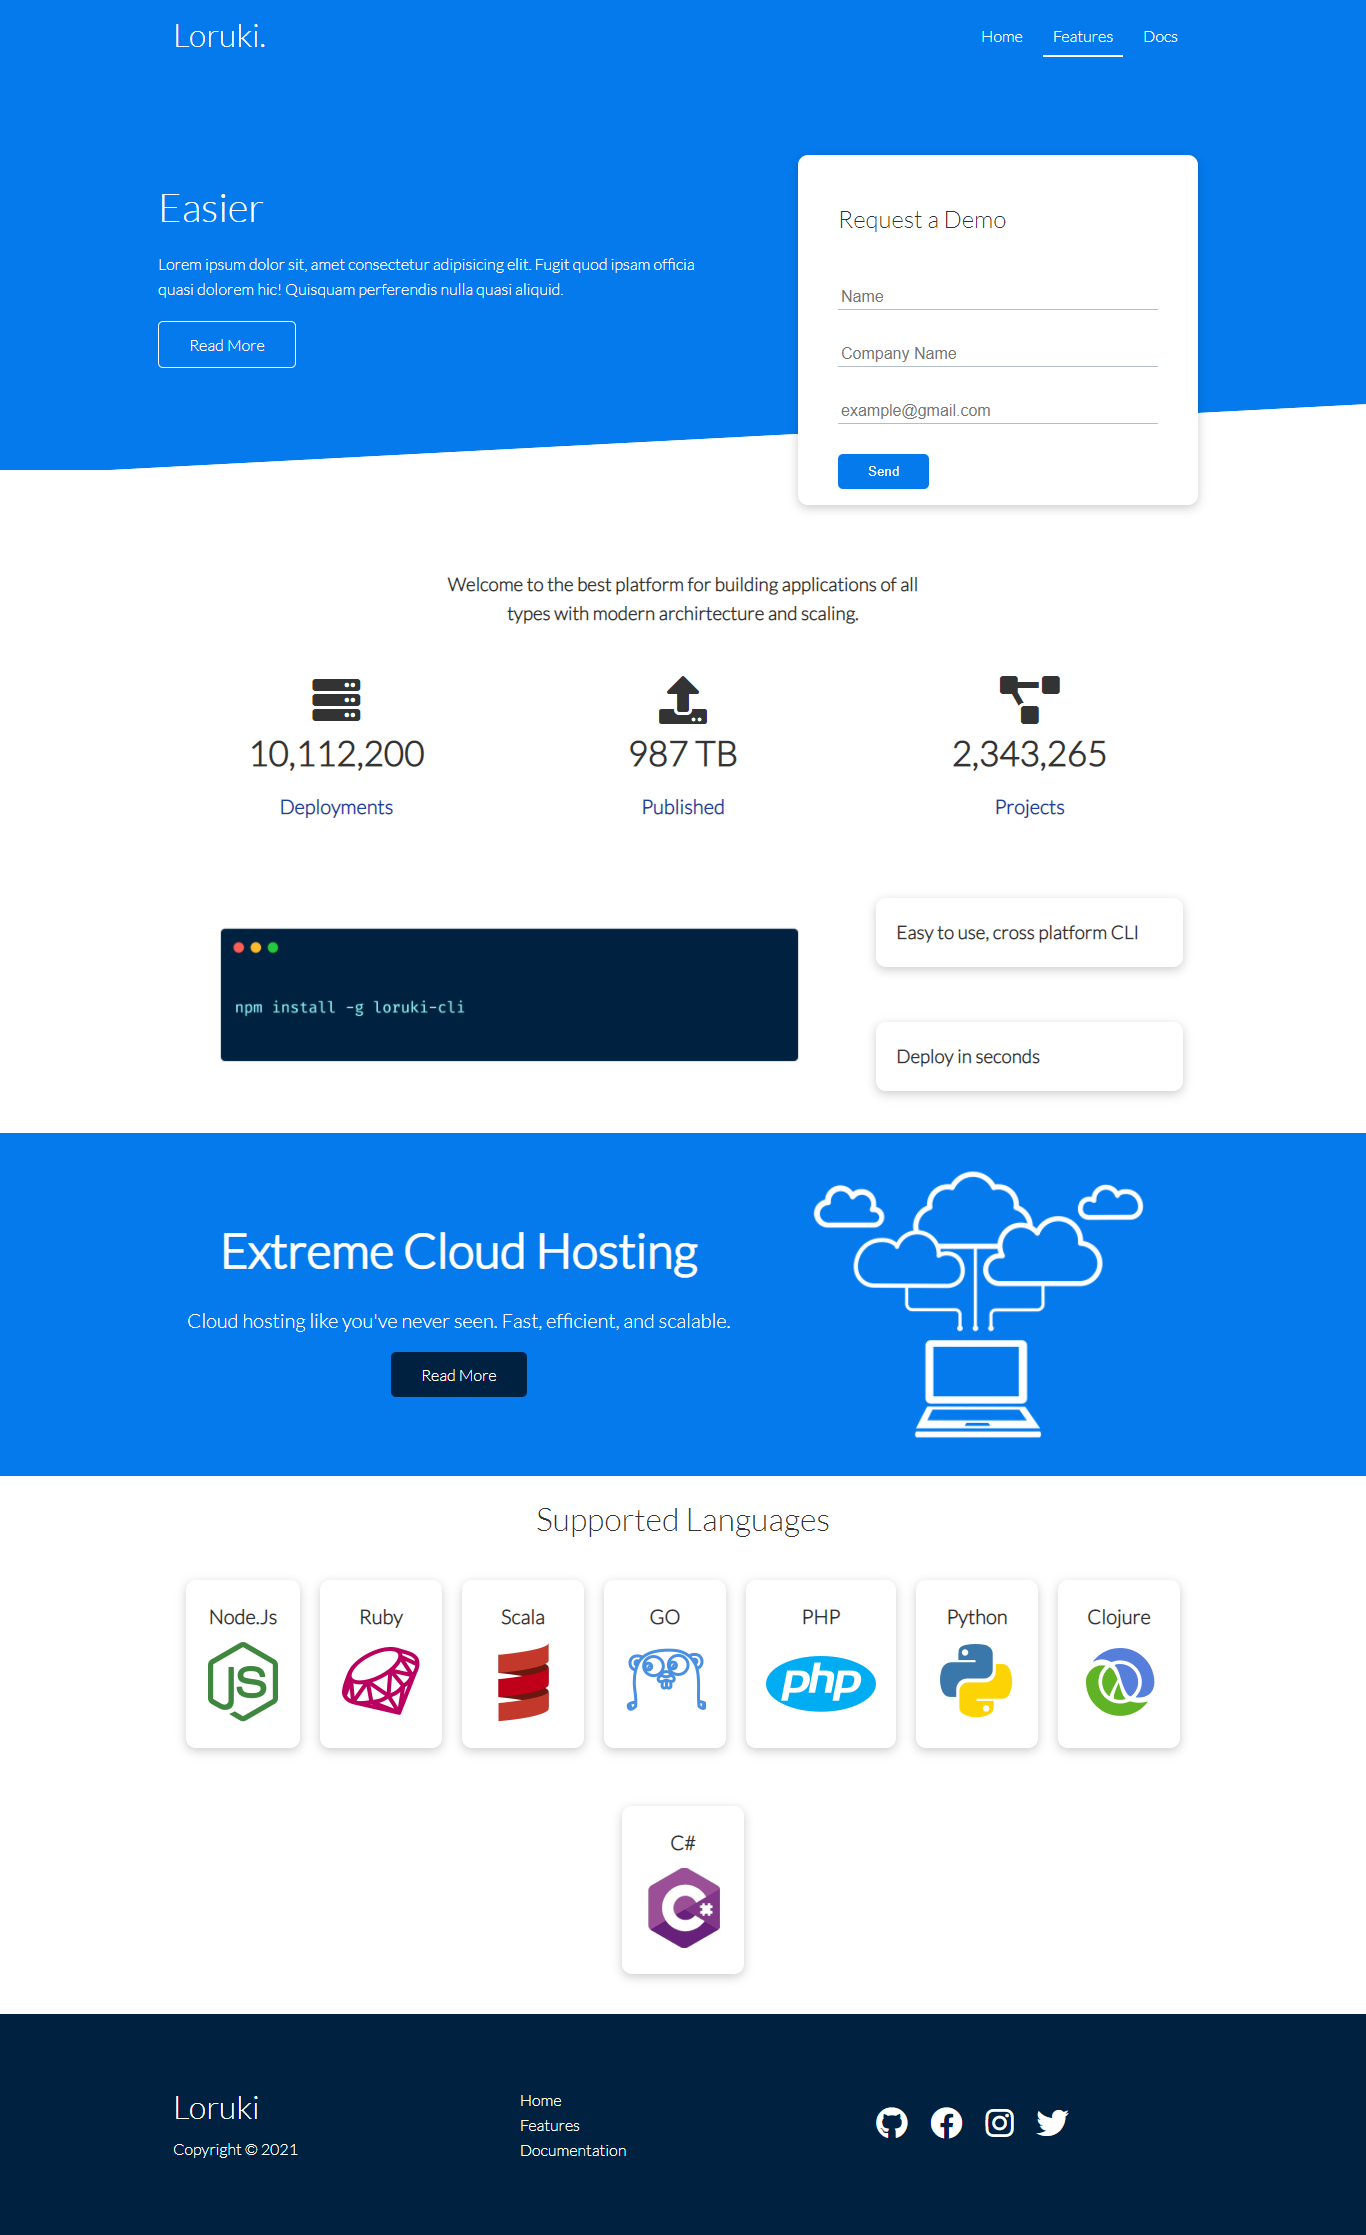 Loruki.
Home
Features
Docs
Easier
Lorem ipsum dolor sit, amet consectetur adipisicing elit. Fugit quod ipsam officia
quasi dolorem hic! Quisquam perferendis nulla quasi aliquid.
Read More
Request a Demo
Name
Company Name
example@gmail.com
Send
Welcome to the best platform for building applications of all
types with modern archirtecture and scaling.
10,112,200
Deployments
987 TB
Published
2,343,265
Projects
npm install -g loruki-cli
Easy to use, cross platform CLI
Deploy in seconds
Extreme Cloud Hosting
Cloud hosting like you've never seen. Fast, efficient, and scalable.
Read More
Supported Languages
Node.Js
JS
Ruby
Scala
GO
PHP
php
Python
Clojure
C#
C#
Loruki
Copyright © 2021
Home
Features
Documentation